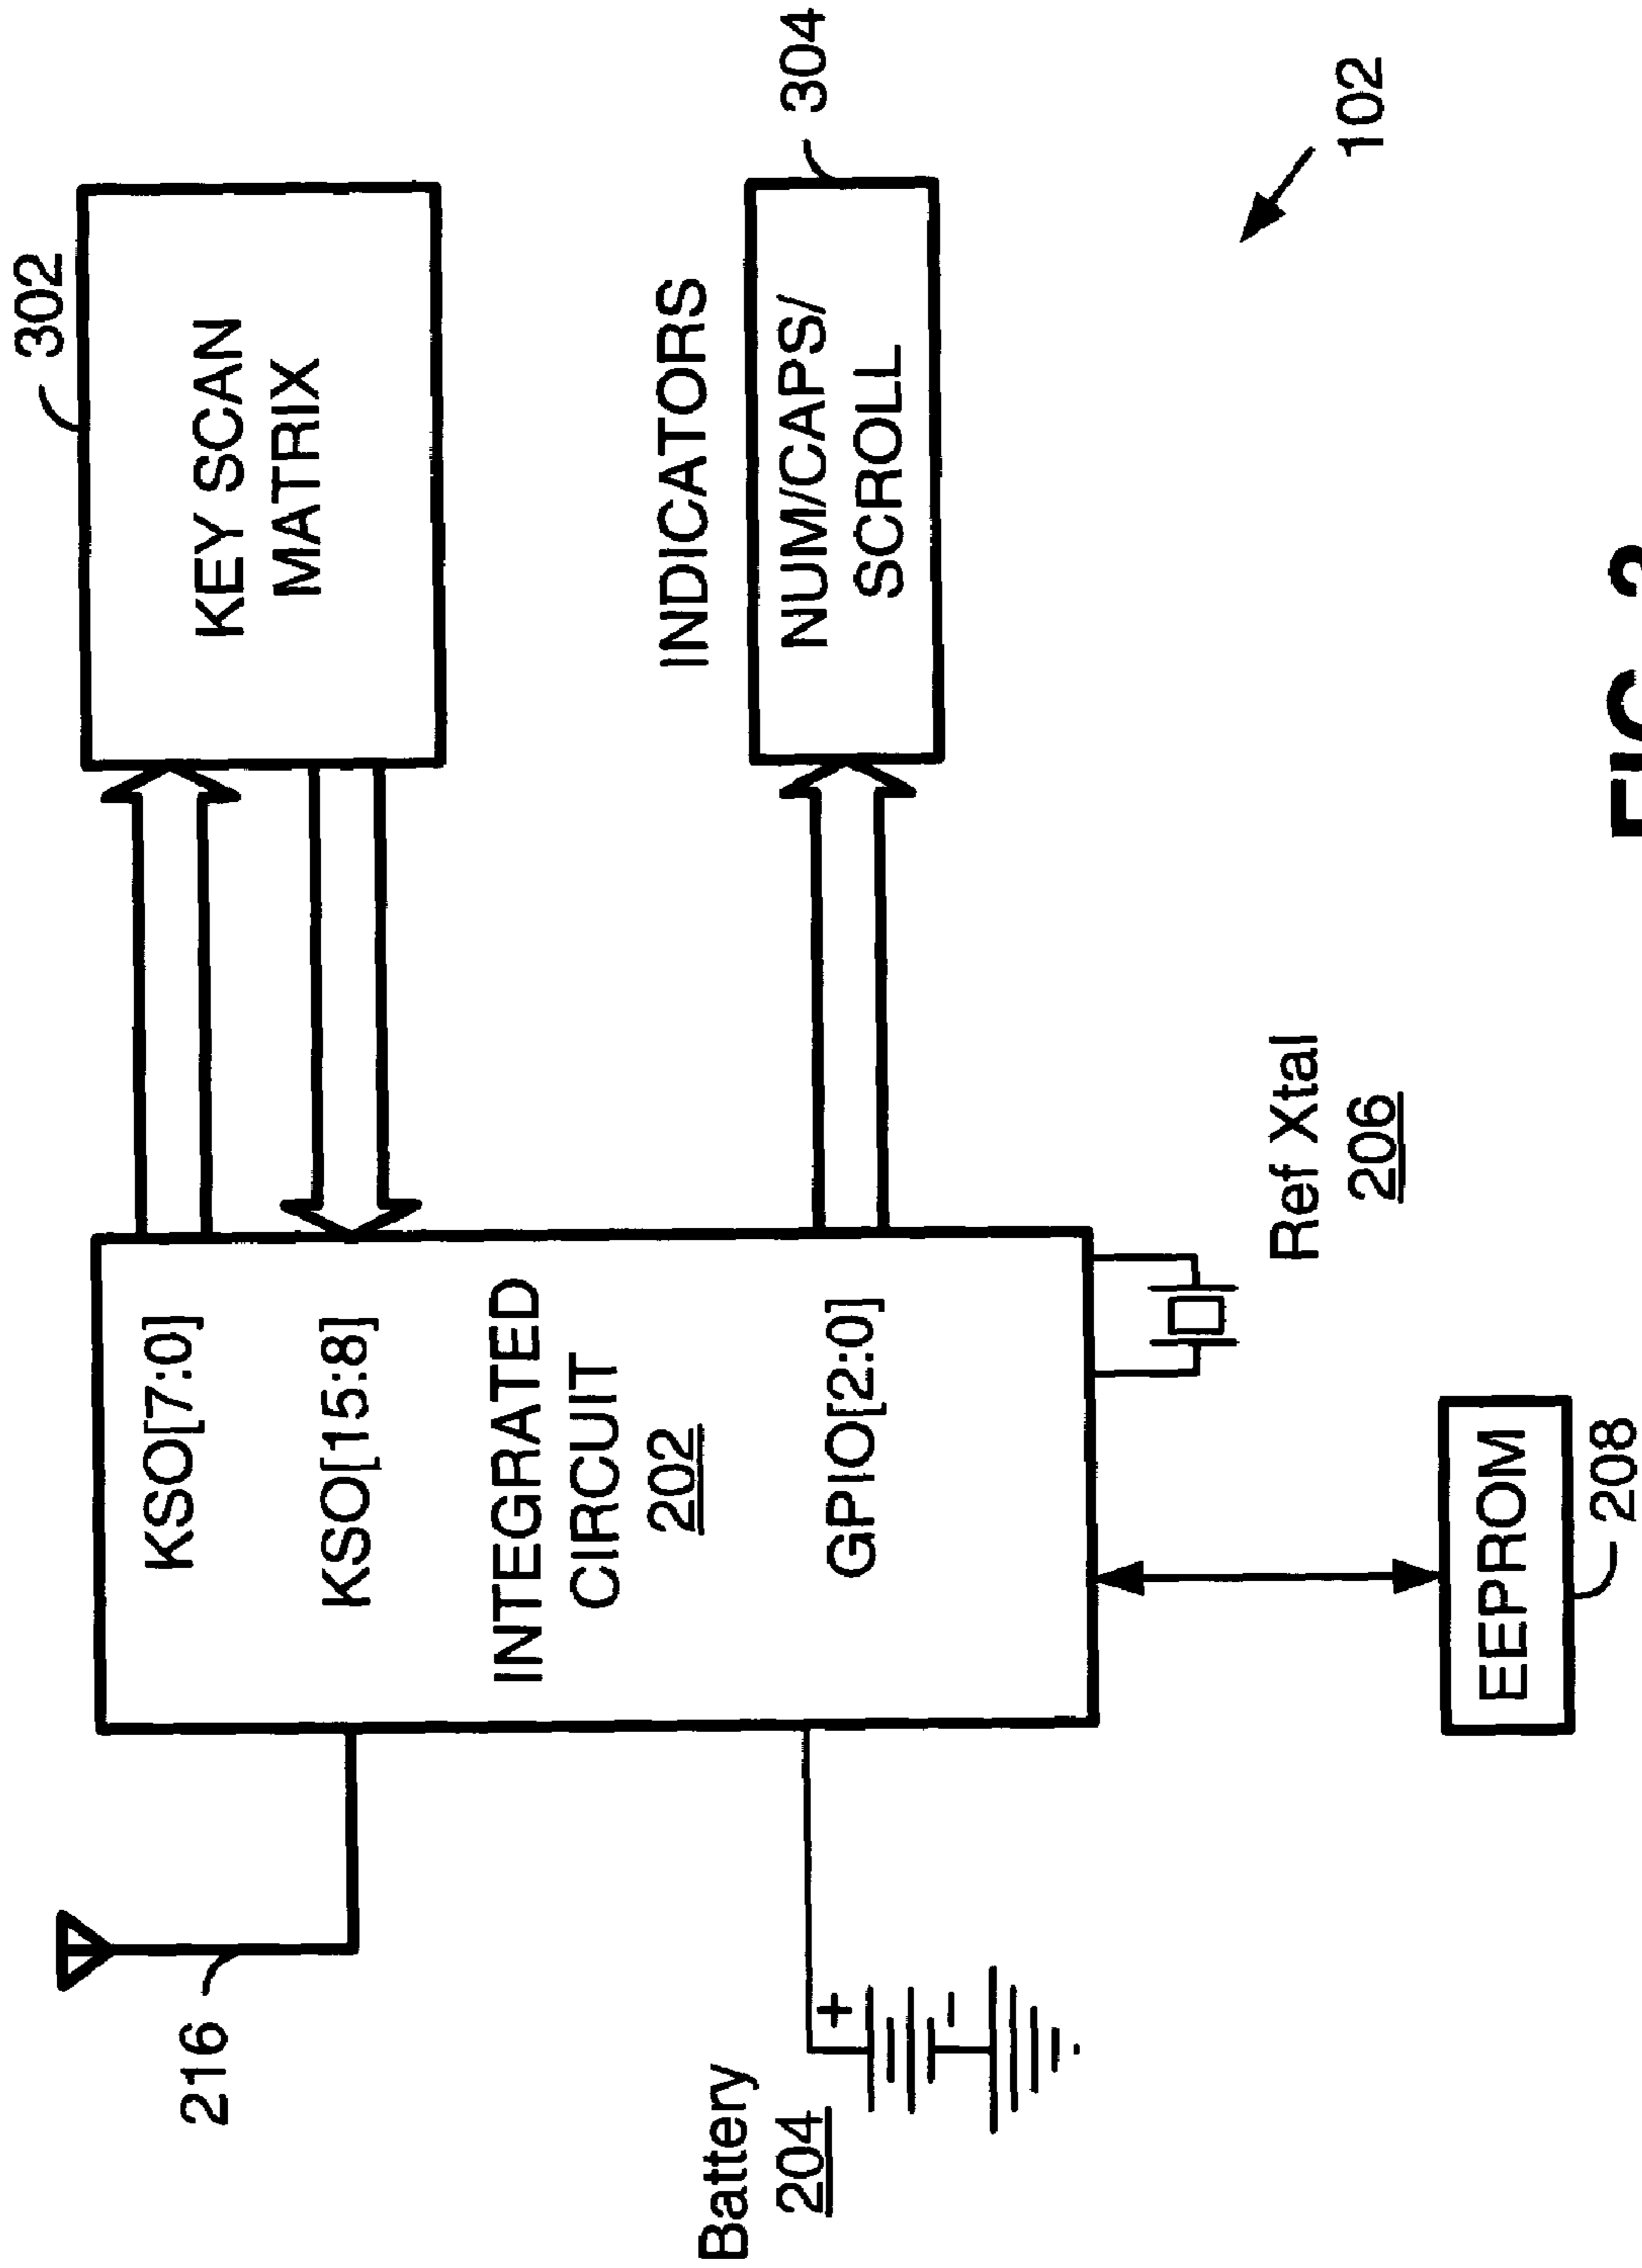 302
KEY SCAN
MATRIX
INDICATORS
NUM/CAPS/
SCROLL
304
102
KSO[7:0]
KSO[15:8]
INTEGRATED
CIRCUIT
202
GPIO[2:0]
216
Battery
204
+
−
Ref Xtal
206
EEPROM
208